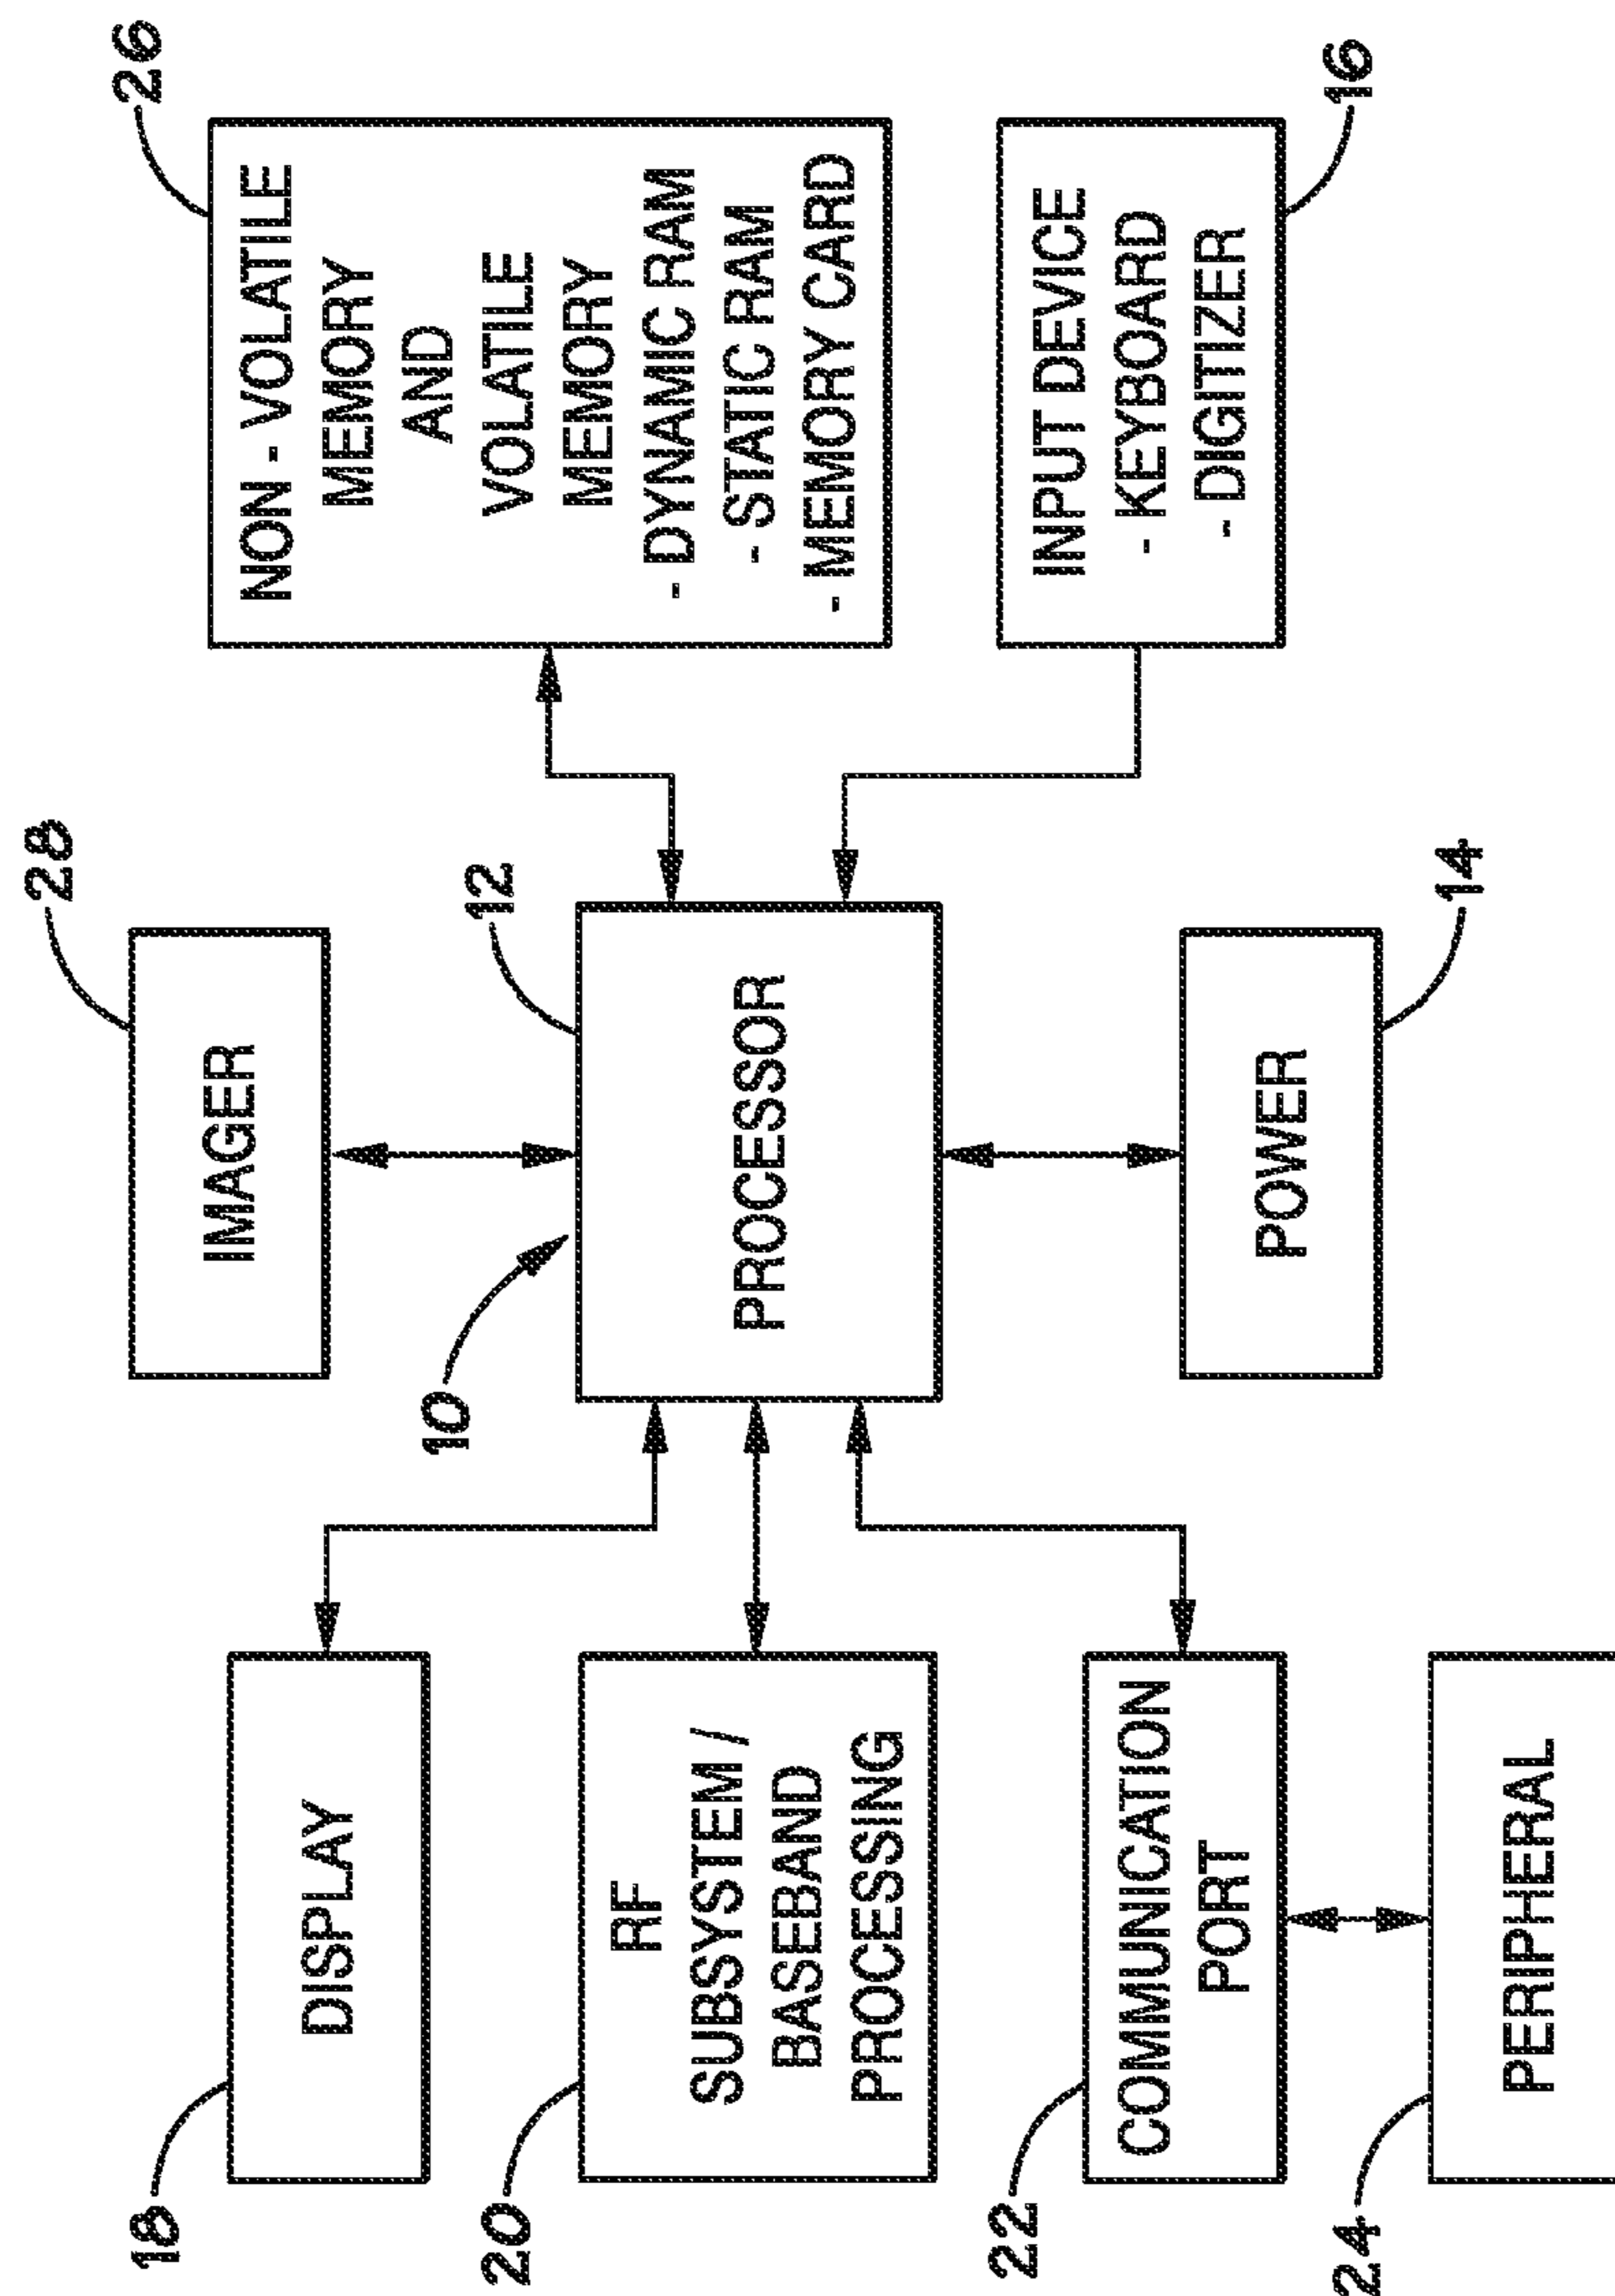 18
DISPLAY
20
RF
SUBSYSTEM /
BASEBAND
PROCESSING
22
COMMUNICATION
PORT
24
PERIPHERAL
28
IMAGER
10
12
PROCESSOR
POWER
14
26
NON - VOLATILE
MEMORY
AND
VOLATILE
MEMORY
- DYNAMIC RAM
- STATIC RAM
- MEMORY CARD
INPUT DEVICE
- KEYBOARD
- DIGITIZER
16